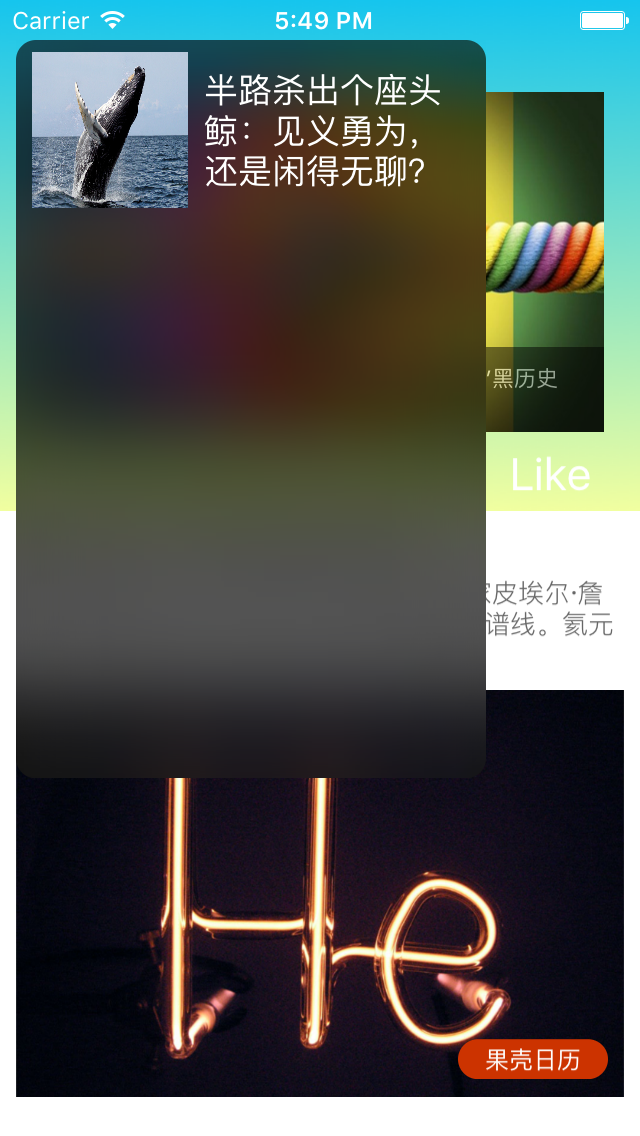 Carrier
5:49 PM
半路杀出个座头
鲸：见义勇为，
还是闲得无聊？
’黑历史
Like
皮埃尔·詹
谱线。氦元
He
果壳日历